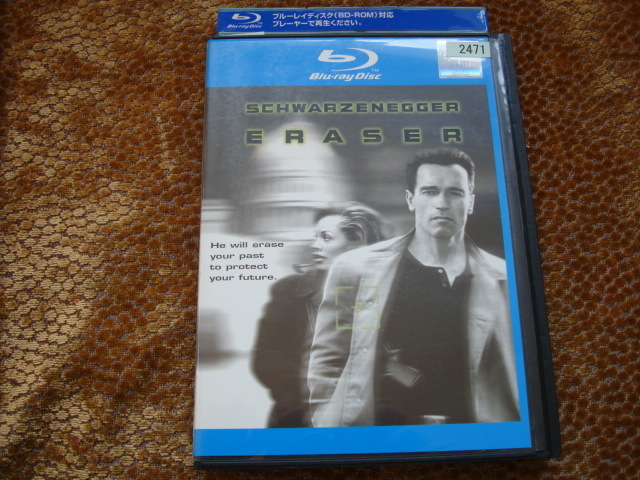 ブルーレイディスク(BD-ROM)対応
プレーヤーで再生ください。
Blu-ray Disc
2471
Blu-ray Disc
TM
SCHWARZENEGGER
ERASER
He will erase
your past
to protect
your future.